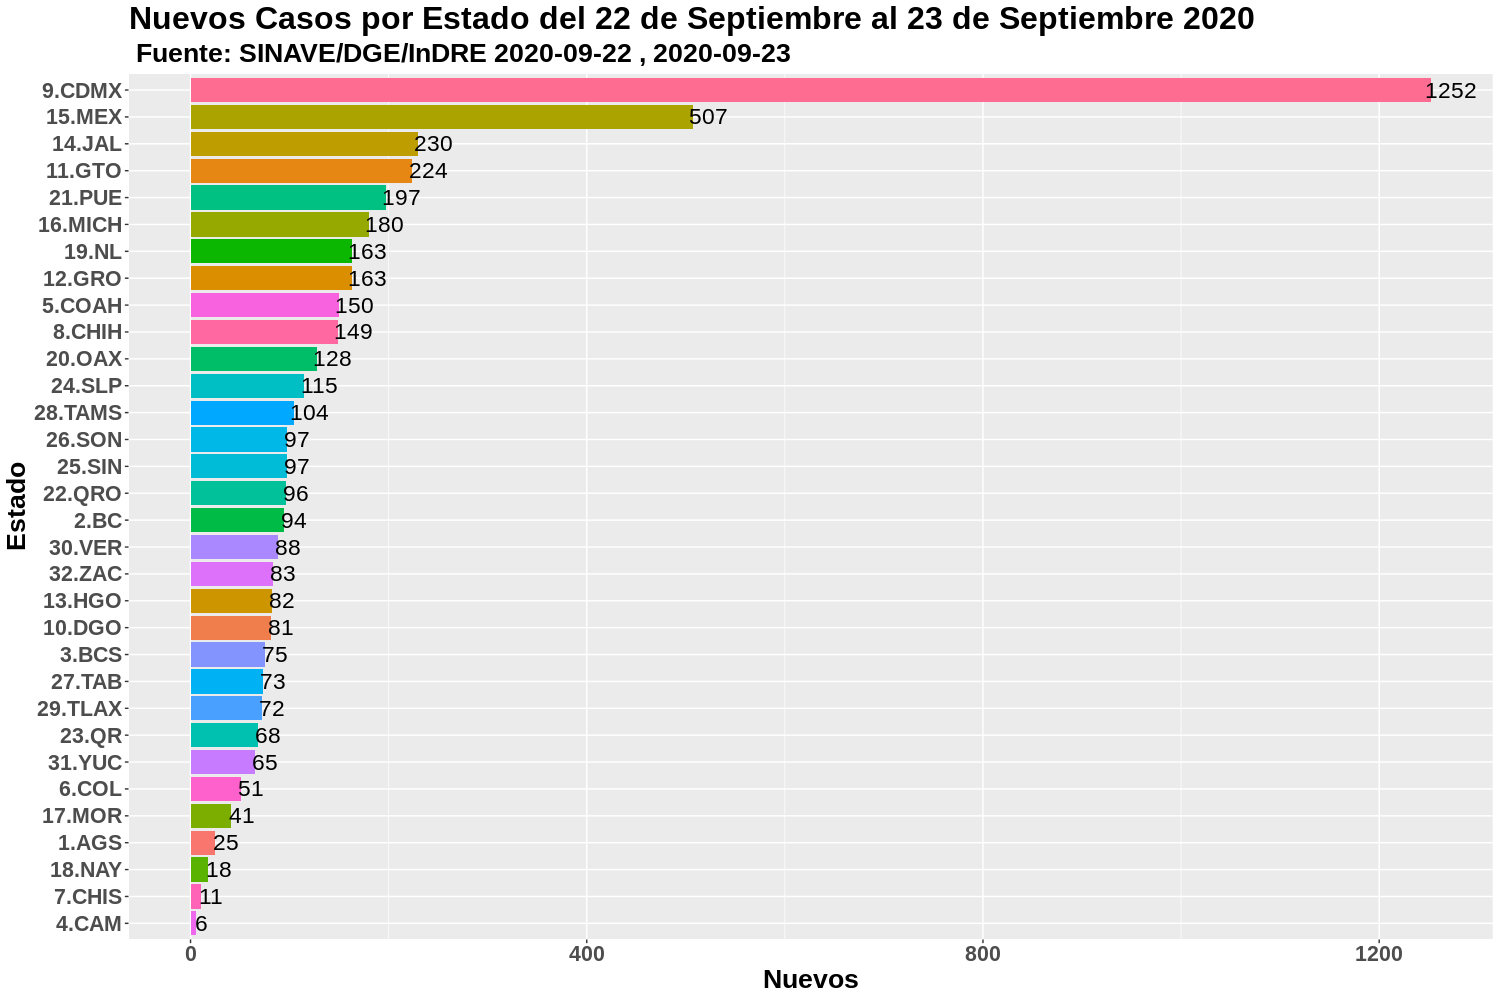 Nuevos Casos por Estado del 22 de Septiembre al 23 de Septiembre 2020
Fuente: SINAVE/DGE/InDRE 2020-09-22 , 2020-09-23
Estado
9.CDMX 1252
15.MEX 507
14.JAL 230
11.GTO 224
21.PUE 197
16.MICH 180
19.NL 163
12.GRO 163
5.COAH 150
8.CHIH 149
20.OAX 128
24.SLP 115
28.TAMS 104
26.SON 97
25.SIN 97
22.QRO 96
2.BC 94
30.VER 88
32.ZAC 83
13.HGO 82
10.DGO 81
3.BCS 75
27.TAB 73
29.TLAX 72
23.QR 68
31.YUC 65
6.COL 51
17.MOR 41
1.AGS 25
18.NAY 18
7.CHIS 11
4.CAM 6
0 400 800 1200
Nuevos